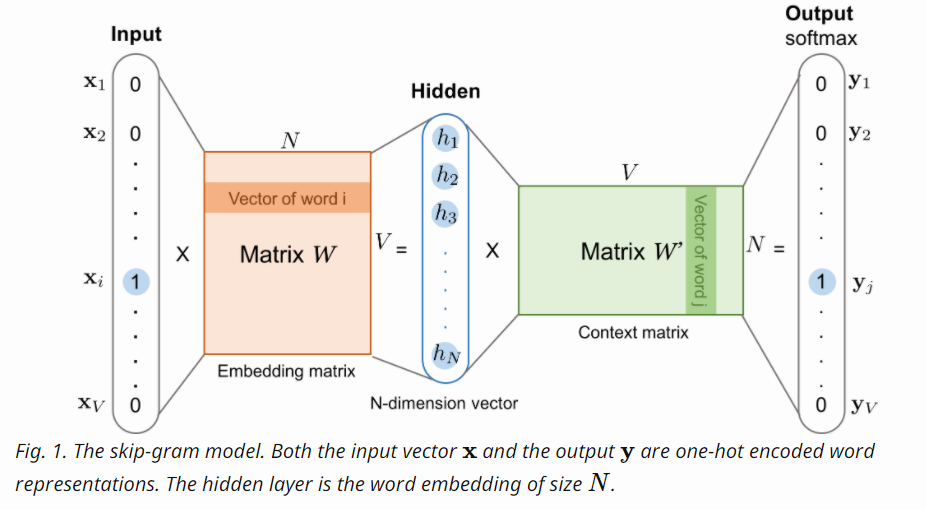 Input
x₁ 0
x₂ 0
xᵢ 1
x_V 0
X
N
Vector of word i
Matrix W
V =
Embedding matrix
Hidden
h₁
h₂
h₃
h_N
N-dimension vector
X
V
Matrix W'
Vector of word j
N =
Context matrix
Output
softmax
0 y₁
0 y₂
1 yⱼ
0 y_V
Fig. 1. The skip-gram model. Both the input vector x and the output y are one-hot encoded word
representations. The hidden layer is the word embedding of size N.